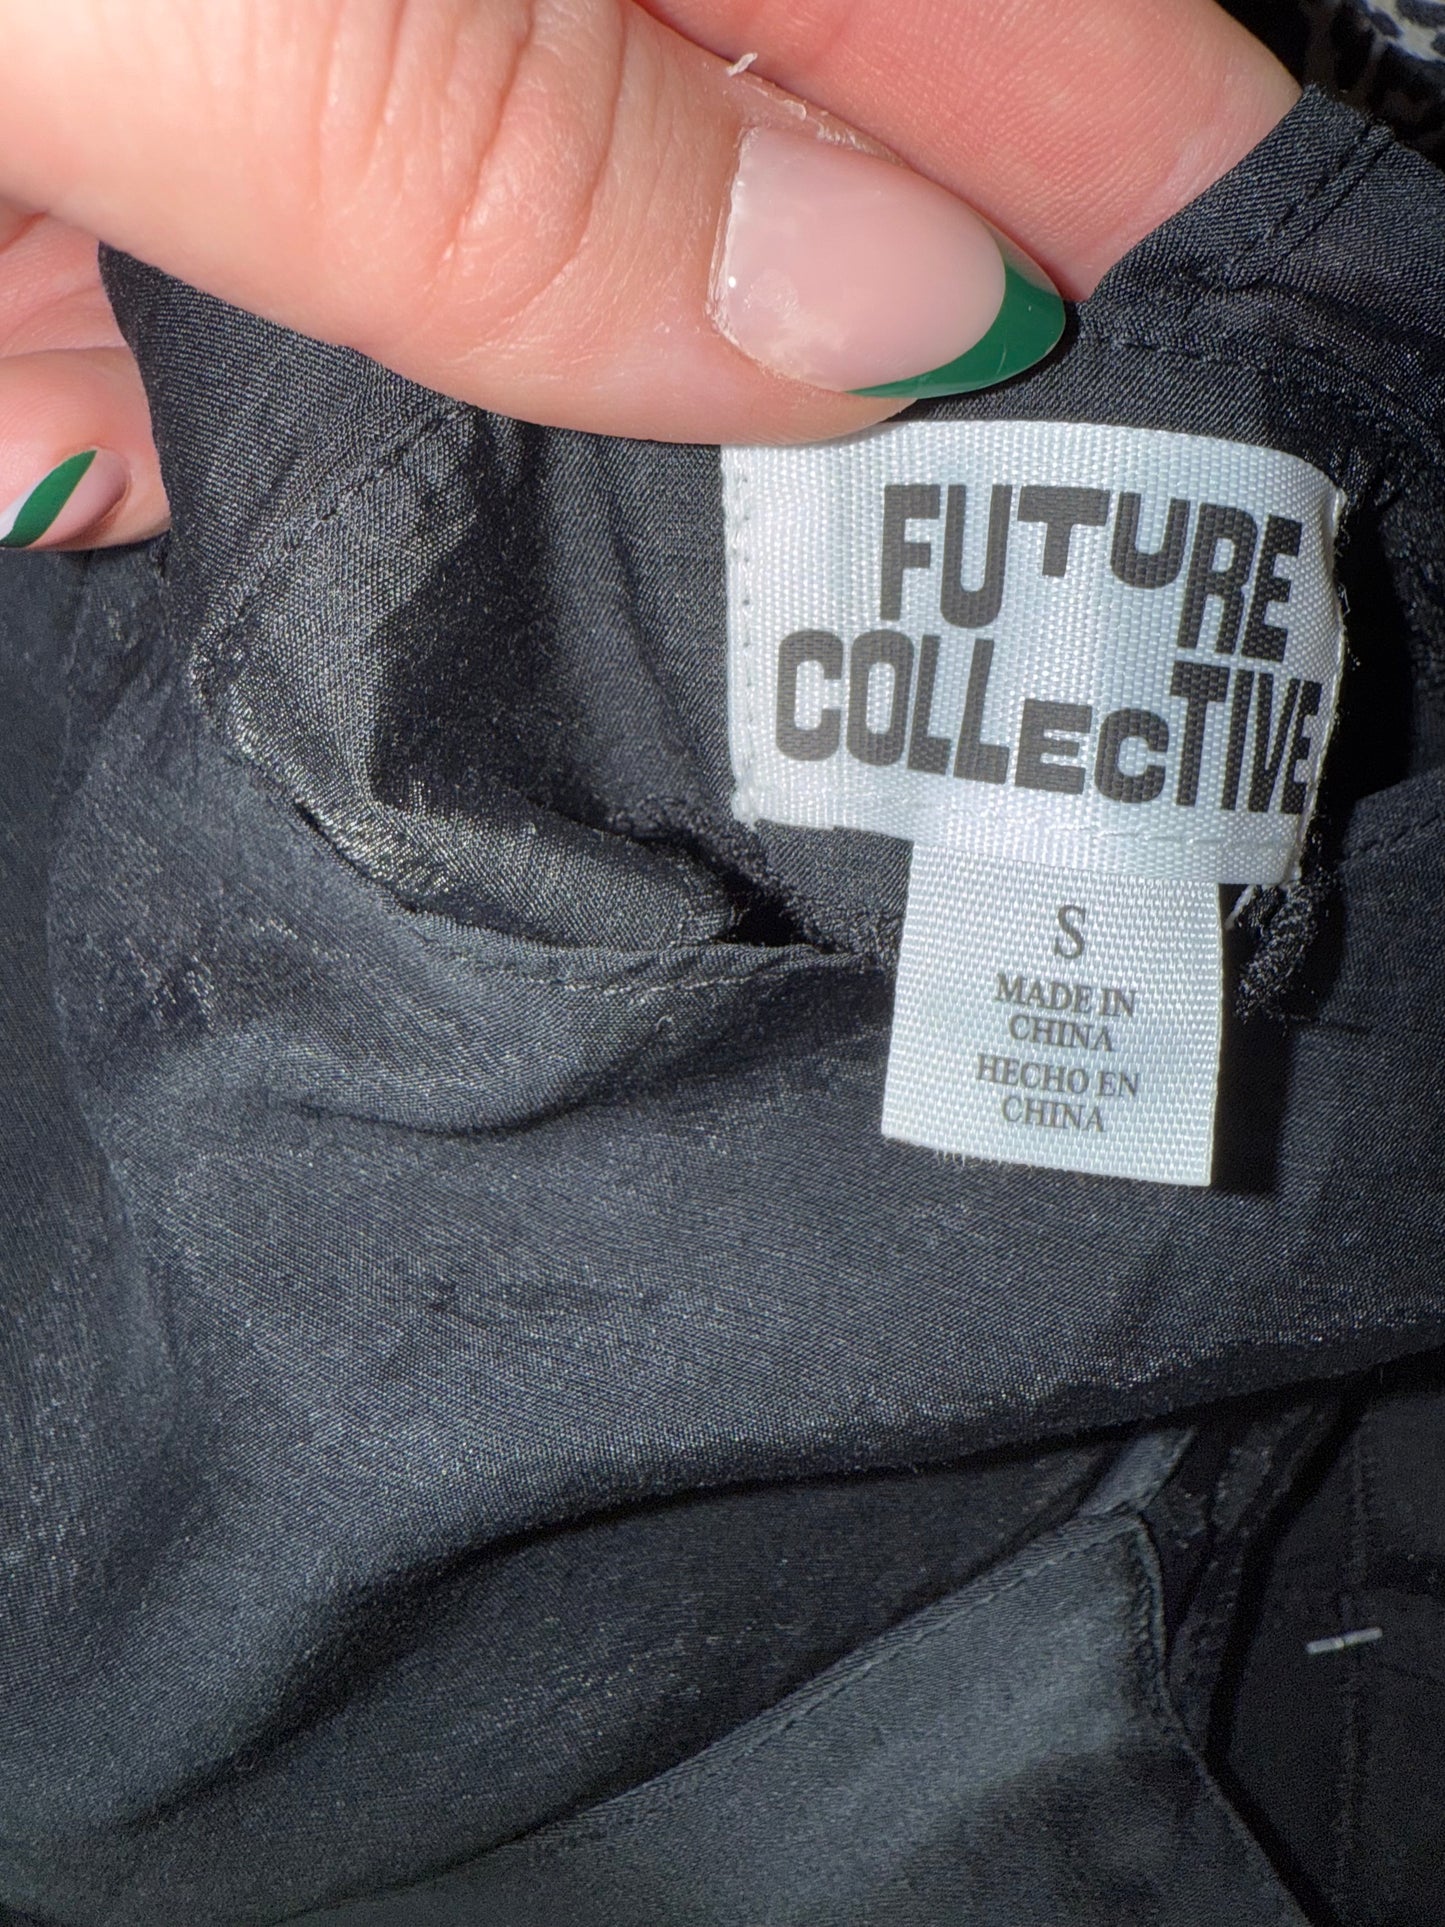 FUTURE
COLLECTIVE
S
MADE IN
CHINA
HECHO EN
CHINA